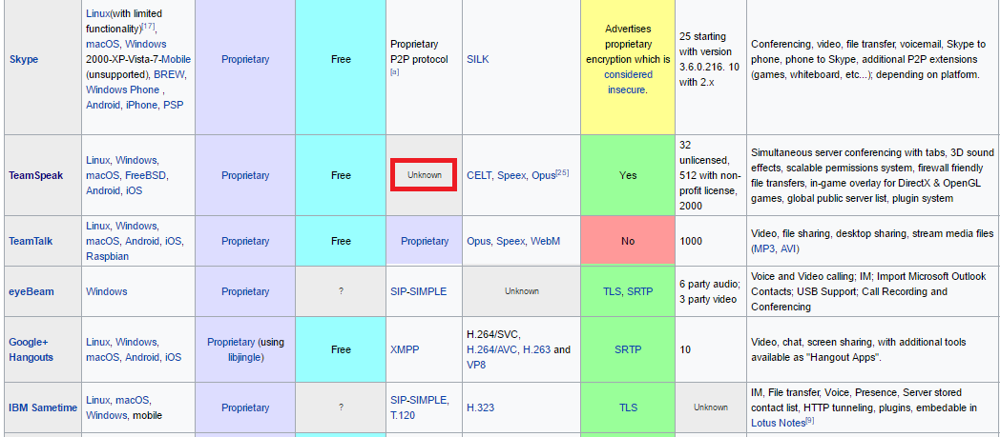 Skype
Linux(with limited
functionality)[17],
macOS, Windows
2000-XP-Vista-7-Mobile
(unsupported), BREW,
Windows Phone ,
Android, iPhone, PSP
Proprietary
Free
Proprietary
P2P protocol
[a]
SILK
Advertises
proprietary
encryption which is
considered
insecure.
25 starting
with version
3.6.0.216. 10
with 2.x
Conferencing, video, file transfer, voicemail, Skype to
phone, phone to Skype, additional P2P extensions
(games, whiteboard, etc...); depending on platform.
TeamSpeak
Linux, Windows,
macOS, FreeBSD,
Android, iOS
Proprietary
Free
Unknown
CELT, Speex, Opus[25]
Yes
32
unlicensed,
512 with non-
profit license,
2000
Simultaneous server conferencing with tabs, 3D sound
effects, scalable permissions system, firewall friendly
file transfers, in-game overlay for DirectX & OpenGL
games, global public server list, plugin system
TeamTalk
Linux, Windows,
macOS, Android, iOS,
Raspbian
Proprietary
Free
Proprietary
Opus, Speex, WebM
No
1000
Video, file sharing, desktop sharing, stream media files
(MP3, AVI)
eyeBeam
Windows
Proprietary
?
SIP-SIMPLE
Unknown
TLS, SRTP
6 party audio;
3 party video
Voice and Video calling; IM; Import Microsoft Outlook
Contacts; USB Support; Call Recording and
Conferencing
Google+
Hangouts
Linux, Windows,
macOS, Android, iOS
Proprietary (using
libjingle)
Free
XMPP
H.264/SVC,
H.264/AVC, H.263 and
VP8
SRTP
10
Video, chat, screen sharing, with additional tools
available as "Hangout Apps".
IBM Sametime
Linux, macOS,
Windows, mobile
Proprietary
?
SIP-SIMPLE,
T.120
H.323
TLS
Unknown
IM, File transfer, Voice, Presence, Server stored
contact list, HTTP tunneling, plugins, embedable in
Lotus Notes[9]